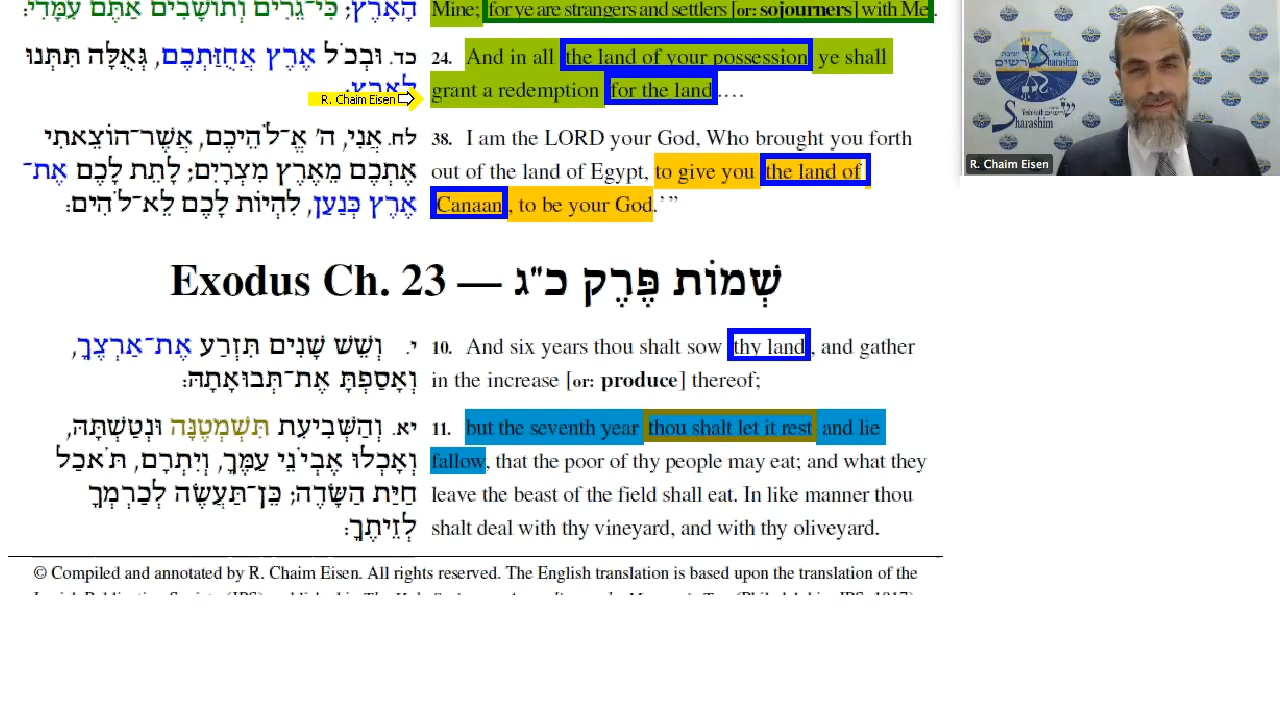 הָאָרֶץ; כִּי־גֵרִים וְתוֹשָׁבִים אַתֶּם עִמָּדִי:
Mine; for ye are strangers and settlers [or: sojourners] with Me.
כד. וּבְכֹל אֶרֶץ אֲחֻזַּתְכֶם, גְּאֻלָּה תִּתְּנוּ
לָאָרֶץ.
24. And in all the land of your possession ye shall
grant a redemption for the land….
R. Chaim Eisen
לח. אֲנִי, ה' אֱ־לֹהֵיכֶם, אֲשֶׁר־הוֹצֵאתִי
אֶתְכֶם מֵאֶרֶץ מִצְרָיִם; לָתֵת לָכֶם אֶת־
אֶרֶץ כְּנַעַן, לִהְיוֹת לָכֶם לֵא־לֹהִים:
38. I am the LORD your God, Who brought you forth
out of the land of Egypt, to give you the land of
Canaan, to be your God.’”
Exodus Ch. 23 — שְׁמוֹת פֶּרֶק כ"ג
י. וְשֵׁשׁ שָׁנִים תִּזְרַע אֶת־אַרְצֶךָ,
וְאָסַפְתָּ אֶת־תְּבוּאָתָהּ:
10. And six years thou shalt sow thy land, and gather
in the increase [or: produce] thereof;
יא. וְהַשְּׁבִיעִת תִּשְׁמְטֶנָּה וּנְטַשְׁתָּהּ,
וְאָכְלוּ אֶבְיֹנֵי עַמֶּךָ, וְיִתְרָם, תֹּאכַל
חַיַּת הַשָּׂדֶה; כֵּן־תַּעֲשֶׂה לְכַרְמְךָ
לְזֵיתֶךָ:
11. but the seventh year thou shalt let it rest and lie
fallow, that the poor of thy people may eat; and what they
leave the beast of the field shall eat. In like manner thou
shalt deal with thy vineyard, and with thy oliveyard.
© Compiled and annotated by R. Chaim Eisen. All rights reserved. The English translation is based upon the translation of the
Yeshivat
Sharashim
R. Chaim Eisen